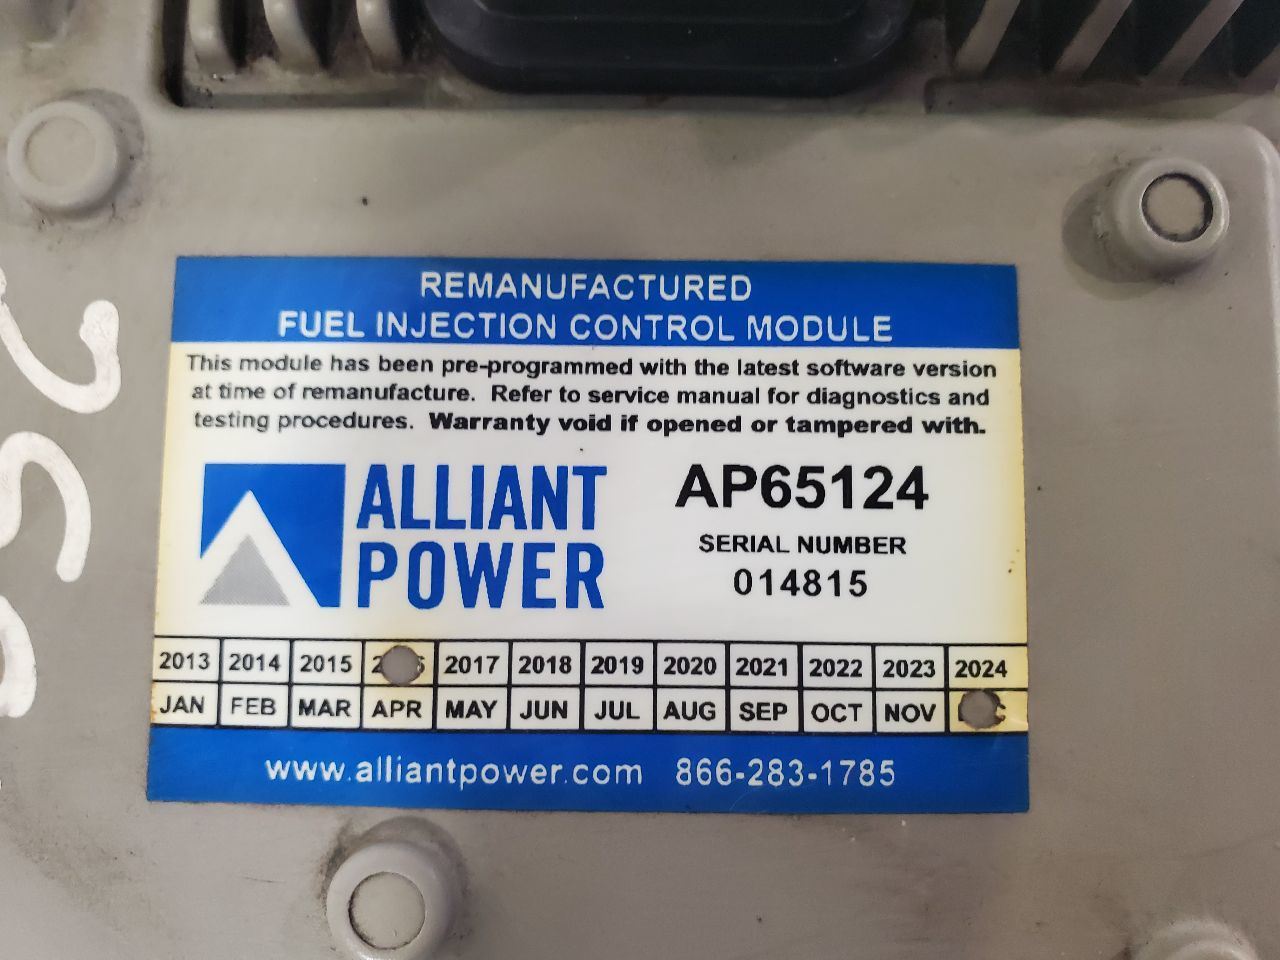 REMANUFACTURED
FUEL INJECTION CONTROL MODULE
This module has been pre-programmed with the latest software version
at time of remanufacture. Refer to service manual for diagnostics and
testing procedures. Warranty void if opened or tampered with.
ALLIANT
POWER
AP65124
SERIAL NUMBER
014815
2013 2014 2015 2017 2018 2019 2020 2021 2022 2023 2024
JAN FEB MAR APR MAY JUN JUL AUG SEP OCT NOV
www.alliantpower.com 866-283-1785